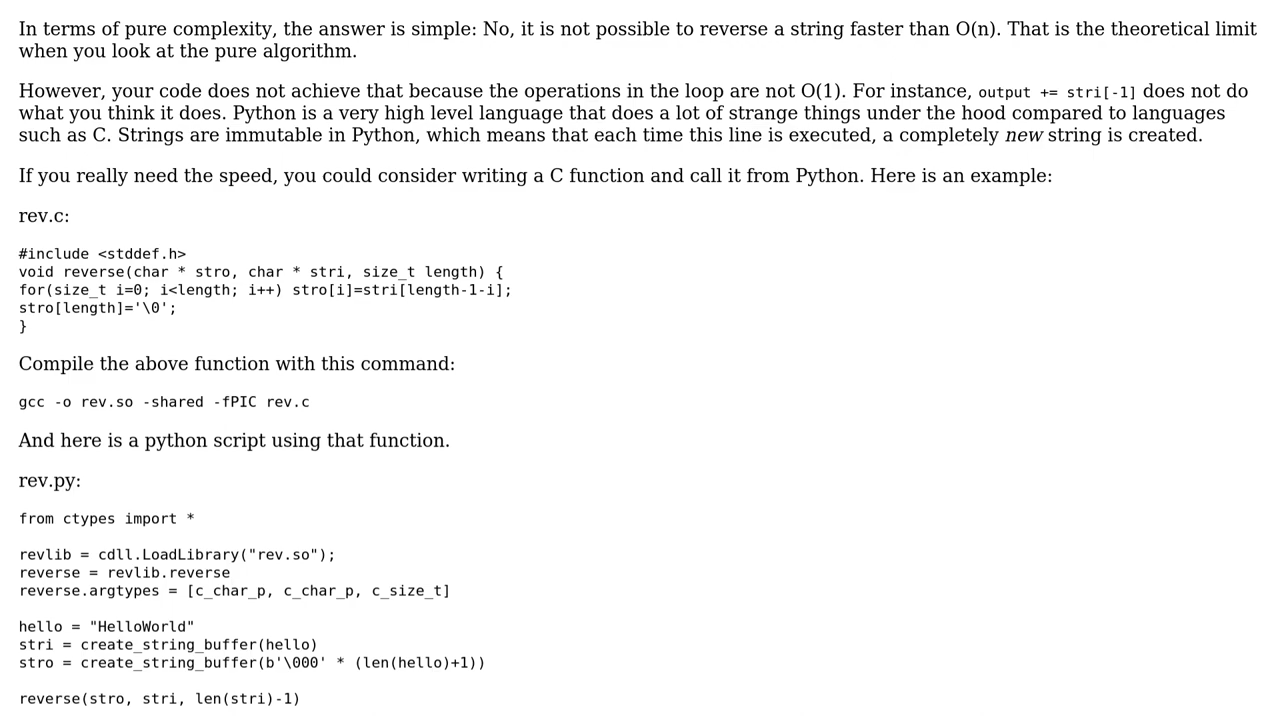 In terms of pure complexity, the answer is simple: No, it is not possible to reverse a string faster than O(n). That is the theoretical limit
when you look at the pure algorithm.
However, your code does not achieve that because the operations in the loop are not O(1). For instance, output += stri[-1] does not do
what you think it does. Python is a very high level language that does a lot of strange things under the hood compared to languages
such as C. Strings are immutable in Python, which means that each time this line is executed, a completely new string is created.
If you really need the speed, you could consider writing a C function and call it from Python. Here is an example:
rev.c:
#include <stddef.h>
void reverse(char * stro, char * stri, size_t length) {
for(size_t i=0; i<length; i++) stro[i]=stri[length-1-i];
stro[length]='\0';
}
Compile the above function with this command:
gcc -o rev.so -shared -fPIC rev.c
And here is a python script using that function.
rev.py:
from ctypes import *
revlib = cdll.LoadLibrary("rev.so");
reverse = revlib.reverse
reverse.argtypes = [c_char_p, c_char_p, c_size_t]
hello = "HelloWorld"
stri = create_string_buffer(hello)
stro = create_string_buffer(b'\000' * (len(hello)+1))
reverse(stro, stri, len(stri)-1)